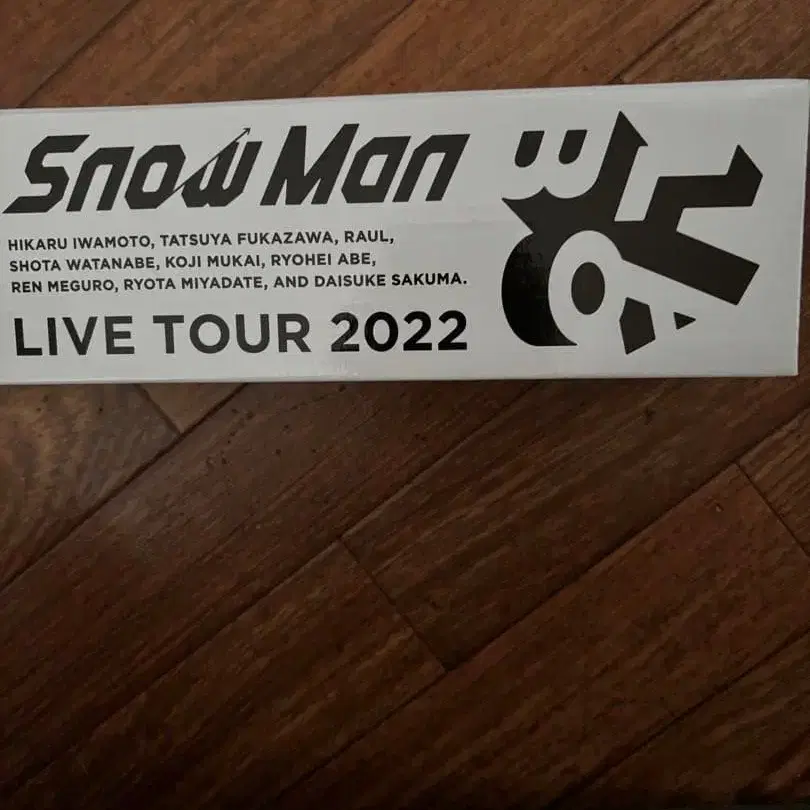 Snow Man
HIKARU IWAMOTO, TATSUYA FUKAZAWA, RAUL,
SHOTA WATANABE, KOJI MUKAI, RYOHEI ABE,
REN MEGURO, RYOTA MIYADATE, AND DAISUKE SAKUMA.
LIVE TOUR 2022